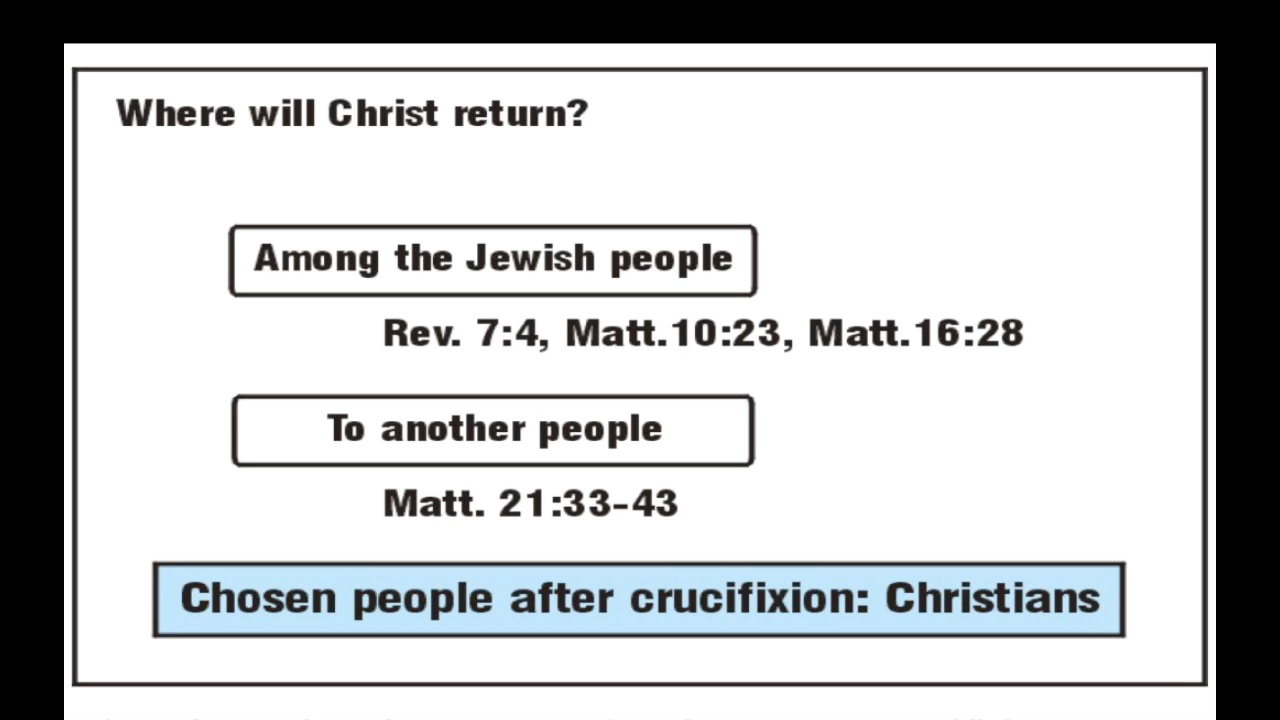 Where will Christ return?
Among the Jewish people
Rev. 7:4, Matt.10:23, Matt.16:28
To another people
Matt. 21:33-43
Chosen people after crucifixion: Christians